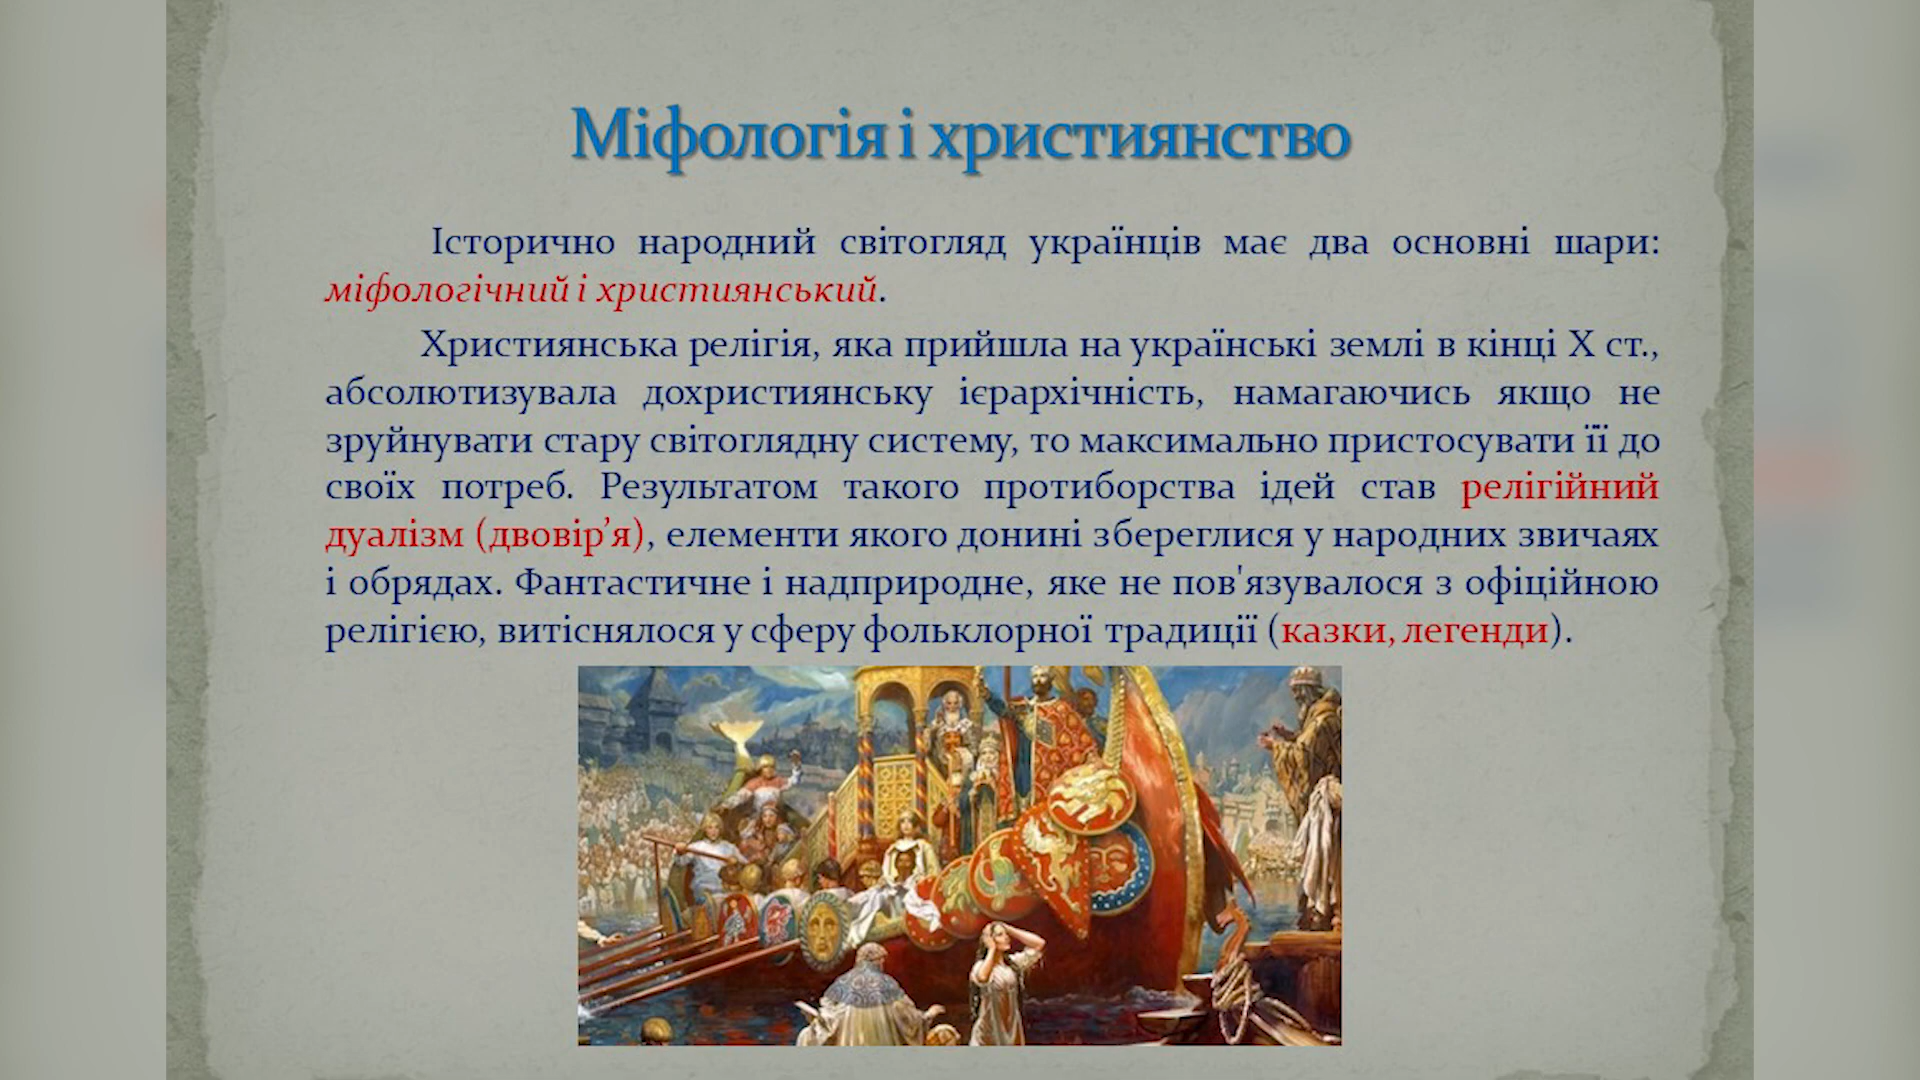 Міфологія і християнство
Історично народний світогляд українців має два основні шари:
міфологічний і християнський.
Християнська релігія, яка прийшла на українські землі в кінці X ст.,
абсолютизувала дохристиянську ієрархічність, намагаючись якщо не
зруйнувати стару світоглядну систему, то максимально пристосувати її до
своїх потреб. Результатом такого протиборства ідей став релігійний
дуалізм (двовір’я), елементи якого донині збереглися у народних звичаях
і обрядах. Фантастичне і надприродне, яке не пов'язувалося з офіційною
релігією, витіснялося у сферу фольклорної традиції (казки, легенди).